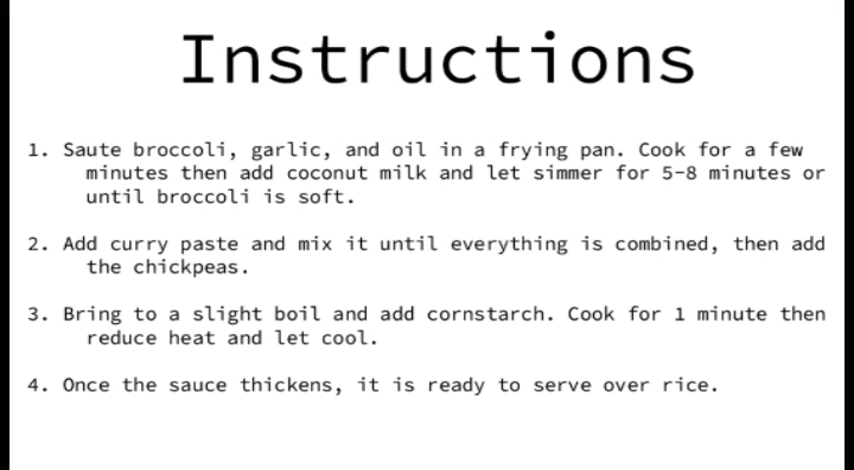 Instructions
1. Saute broccoli, garlic, and oil in a frying pan. Cook for a few
minutes then add coconut milk and let simmer for 5-8 minutes or
until broccoli is soft.
2. Add curry paste and mix it until everything is combined, then add
the chickpeas.
3. Bring to a slight boil and add cornstarch. Cook for 1 minute then
reduce heat and let cool.
4. Once the sauce thickens, it is ready to serve over rice.